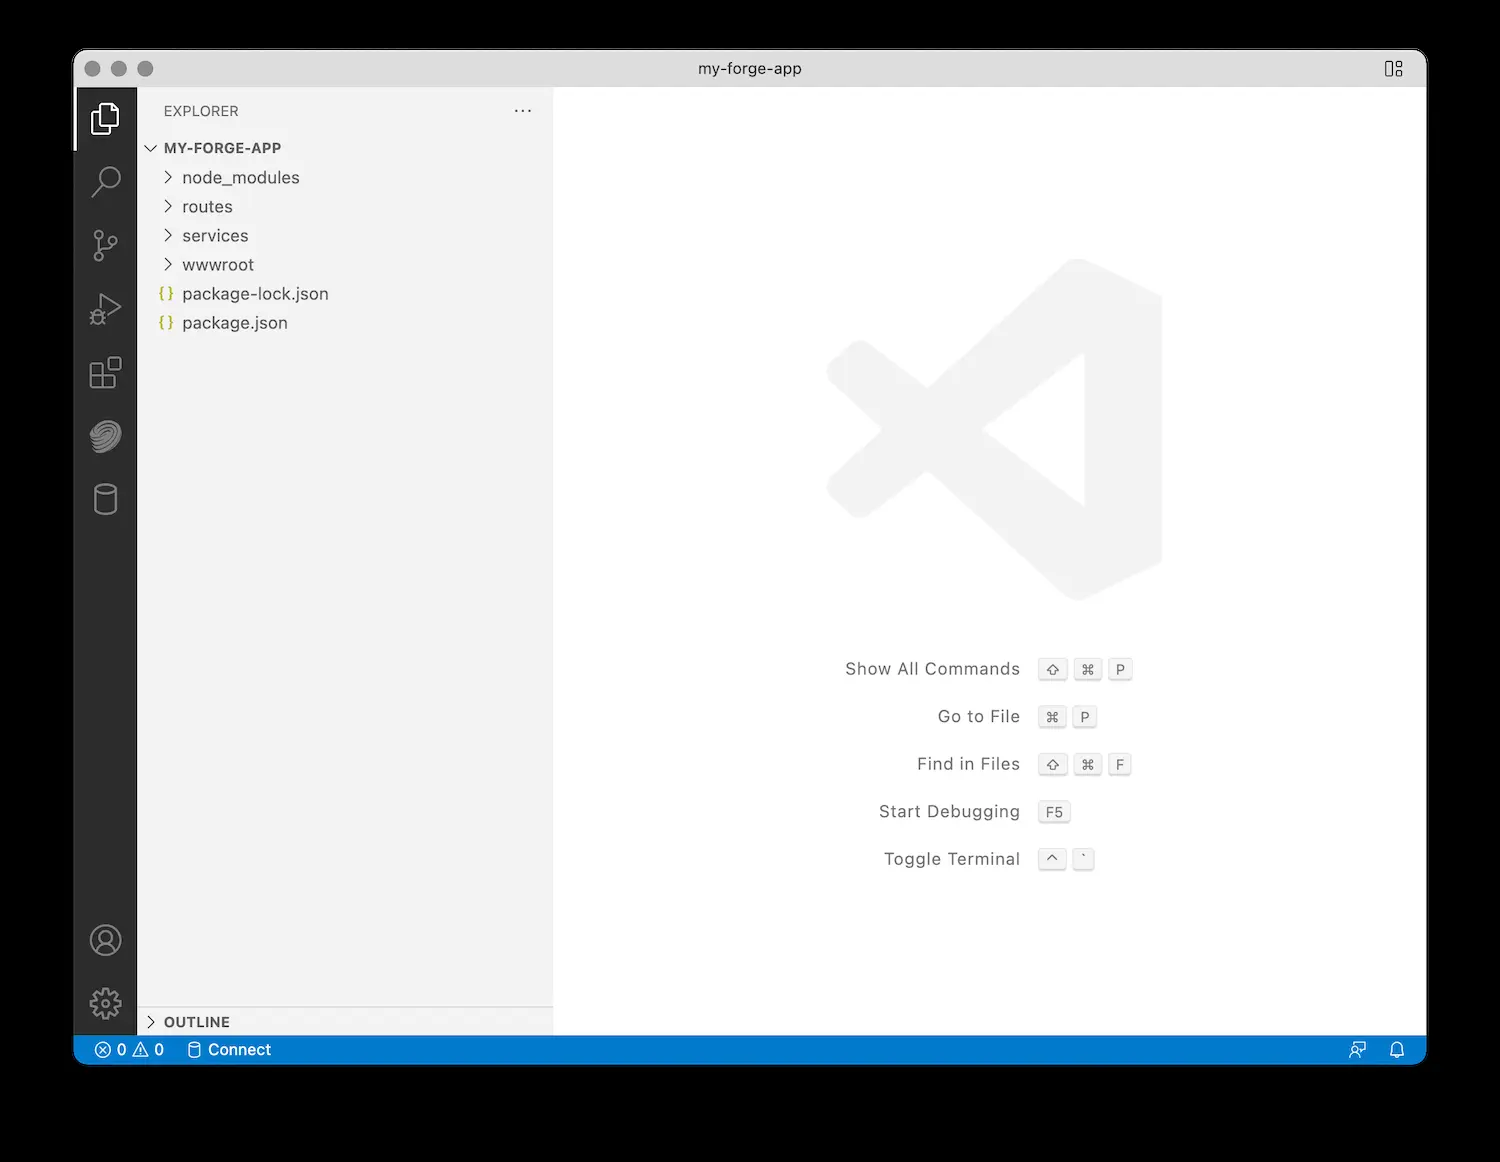 my-forge-app
EXPLORER
MY-FORGE-APP
node_modules
routes
services
wwwroot
{} package-lock.json
{} package.json
Show All Commands ⇧ ⌘ P
Go to File ⌘ P
Find in Files ⇧ ⌘ F
Start Debugging F5
Toggle Terminal ^ `
OUTLINE
0 0 Connect